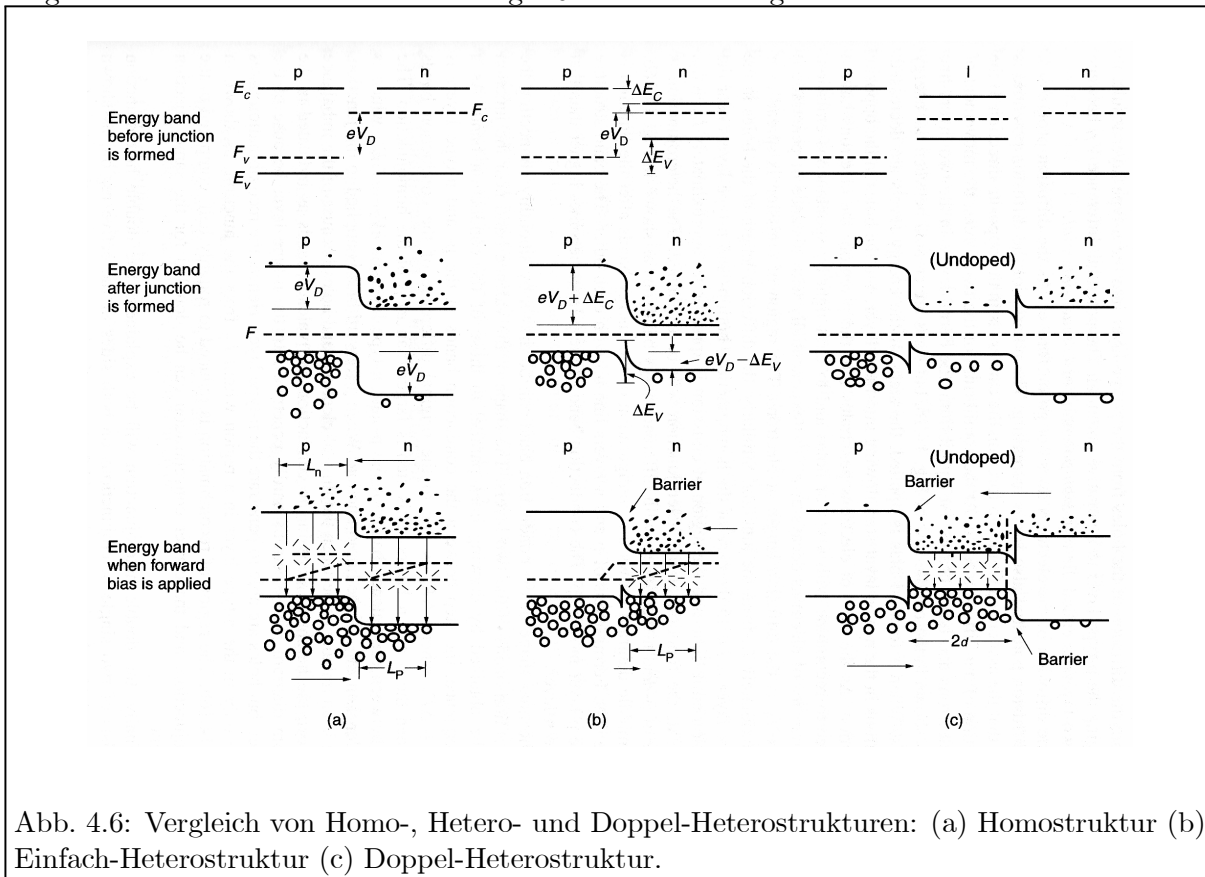 p n p n p I n
E_c ΔE_C
F_c
Energy band
before junction
is formed
eV_D eV_D
F_v ΔE_V
E_v
p n p n p n
(Undoped)
Energy band
after junction
is formed
eV_D eV_D + ΔE_C
F
eV_D eV_D − ΔE_V
ΔE_V
p n p n p n
(Undoped)
L_n
Barrier Barrier
Energy band
when forward
bias is applied
L_P L_P 2d
Barrier
(a) (b) (c)
Abb. 4.6: Vergleich von Homo-, Hetero- und Doppel-Heterostrukturen: (a) Homostruktur (b)
Einfach-Heterostruktur (c) Doppel-Heterostruktur.